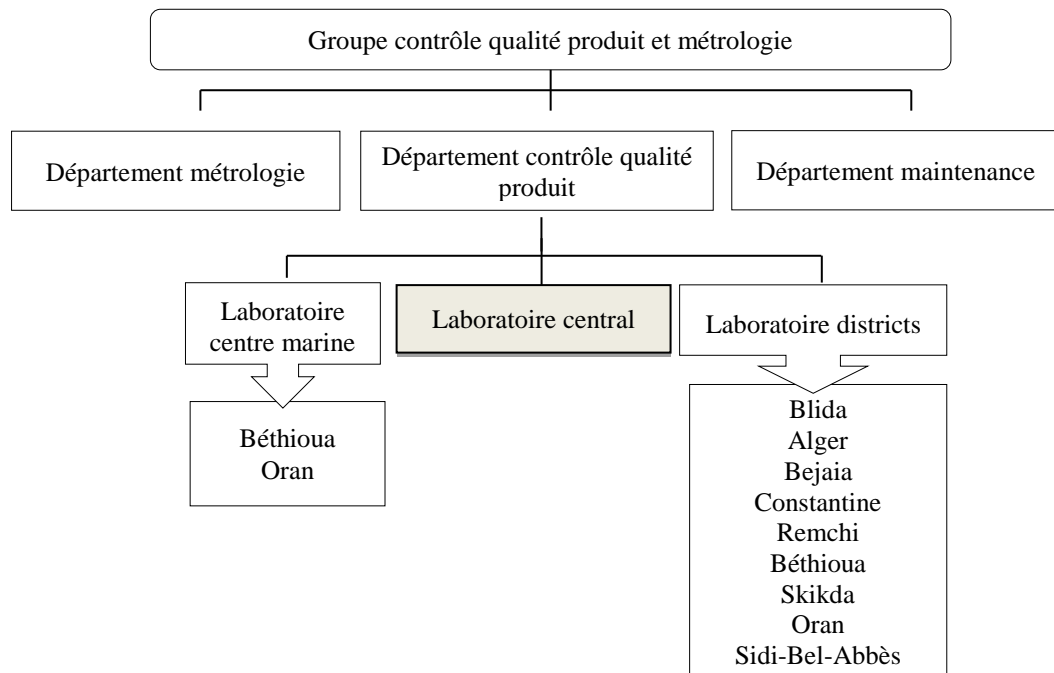 Groupe contrôle qualité produit et métrologie
Département métrologie
Département contrôle qualité
produit
Département maintenance
Laboratoire
centre marine
Laboratoire central
Laboratoire districts
Béthioua
Oran
Blida
Alger
Bejaia
Constantine
Remchi
Béthioua
Skikda
Oran
Sidi-Bel-Abbès